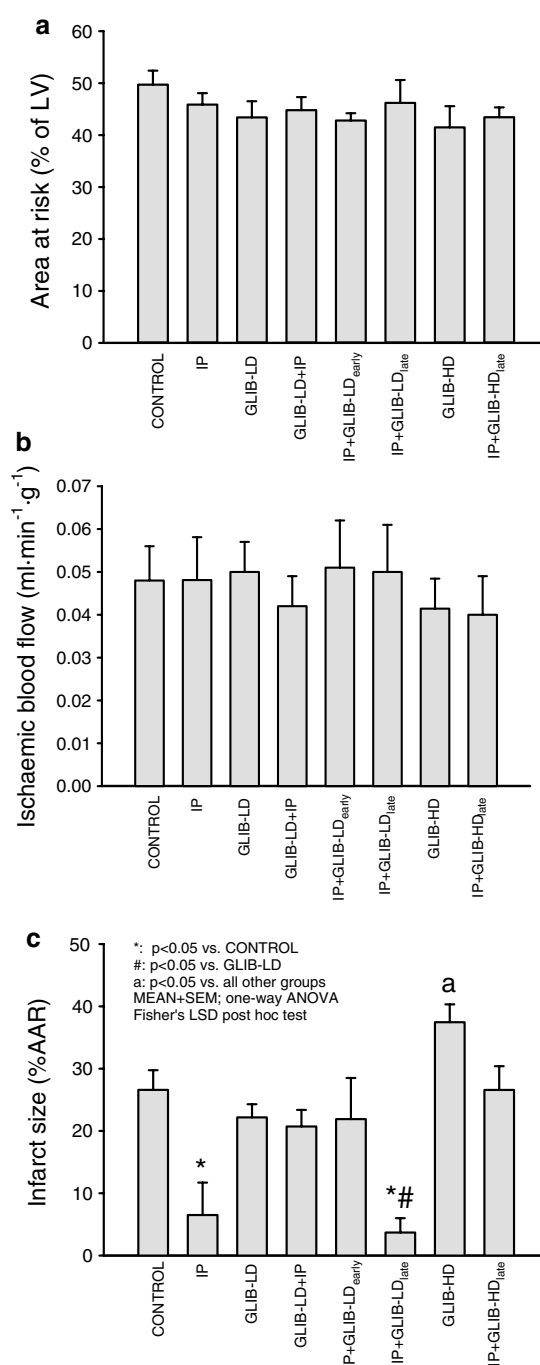 a
Area at risk (% of LV)
60
50
40
30
20
10
0
CONTROL
IP
GLIB-LD
GLIB-LD+IP
IP+GLIB-LDearly
IP+GLIB-LDlate
GLIB-HD
IP+GLIB-HDlate
b
Ischaemic blood flow (ml·min⁻¹·g⁻¹)
0.07
0.06
0.05
0.04
0.03
0.02
0.01
0.00
CONTROL
IP
GLIB-LD
GLIB-LD+IP
IP+GLIB-LDearly
IP+GLIB-LDlate
GLIB-HD
IP+GLIB-HDlate
c
Infarct size (%AAR)
50
40
30
20
10
0
*: p<0.05 vs. CONTROL
#: p<0.05 vs. GLIB-LD
a: p<0.05 vs. all other groups
MEAN+SEM; one-way ANOVA
Fisher's LSD post hoc test
*
*#
a
CONTROL
IP
GLIB-LD
GLIB-LD+IP
P+GLIB-LDearly
IP+GLIB-LDlate
GLIB-HD
IP+GLIB-HDlate